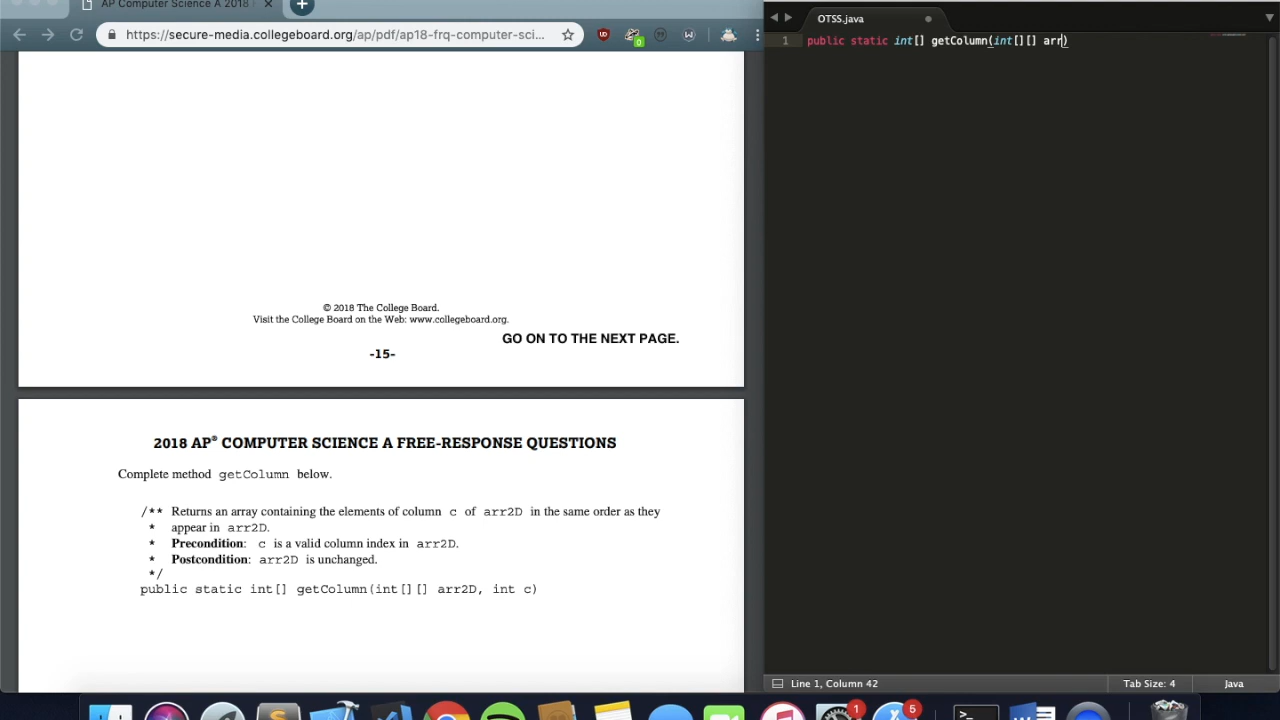 AP Computer Science A 2018
https://secure-media.collegeboard.org/ap/pdf/ap18-frq-computer-sci...
0
© 2018 The College Board.
Visit the College Board on the Web: www.collegeboard.org.
GO ON TO THE NEXT PAGE.
-15-
2018 AP® COMPUTER SCIENCE A FREE-RESPONSE QUESTIONS
Complete method getColumn below.
/** Returns an array containing the elements of column c of arr2D in the same order as they
* appear in arr2D.
* Precondition: c is a valid column index in arr2D.
* Postcondition: arr2D is unchanged.
*/
public static int[] getColumn(int[][] arr2D, int c)
OTSS.java
1 public static int[] getColumn(int[][] arr)
Line 1, Column 42
Tab Size: 4
Java
1
5